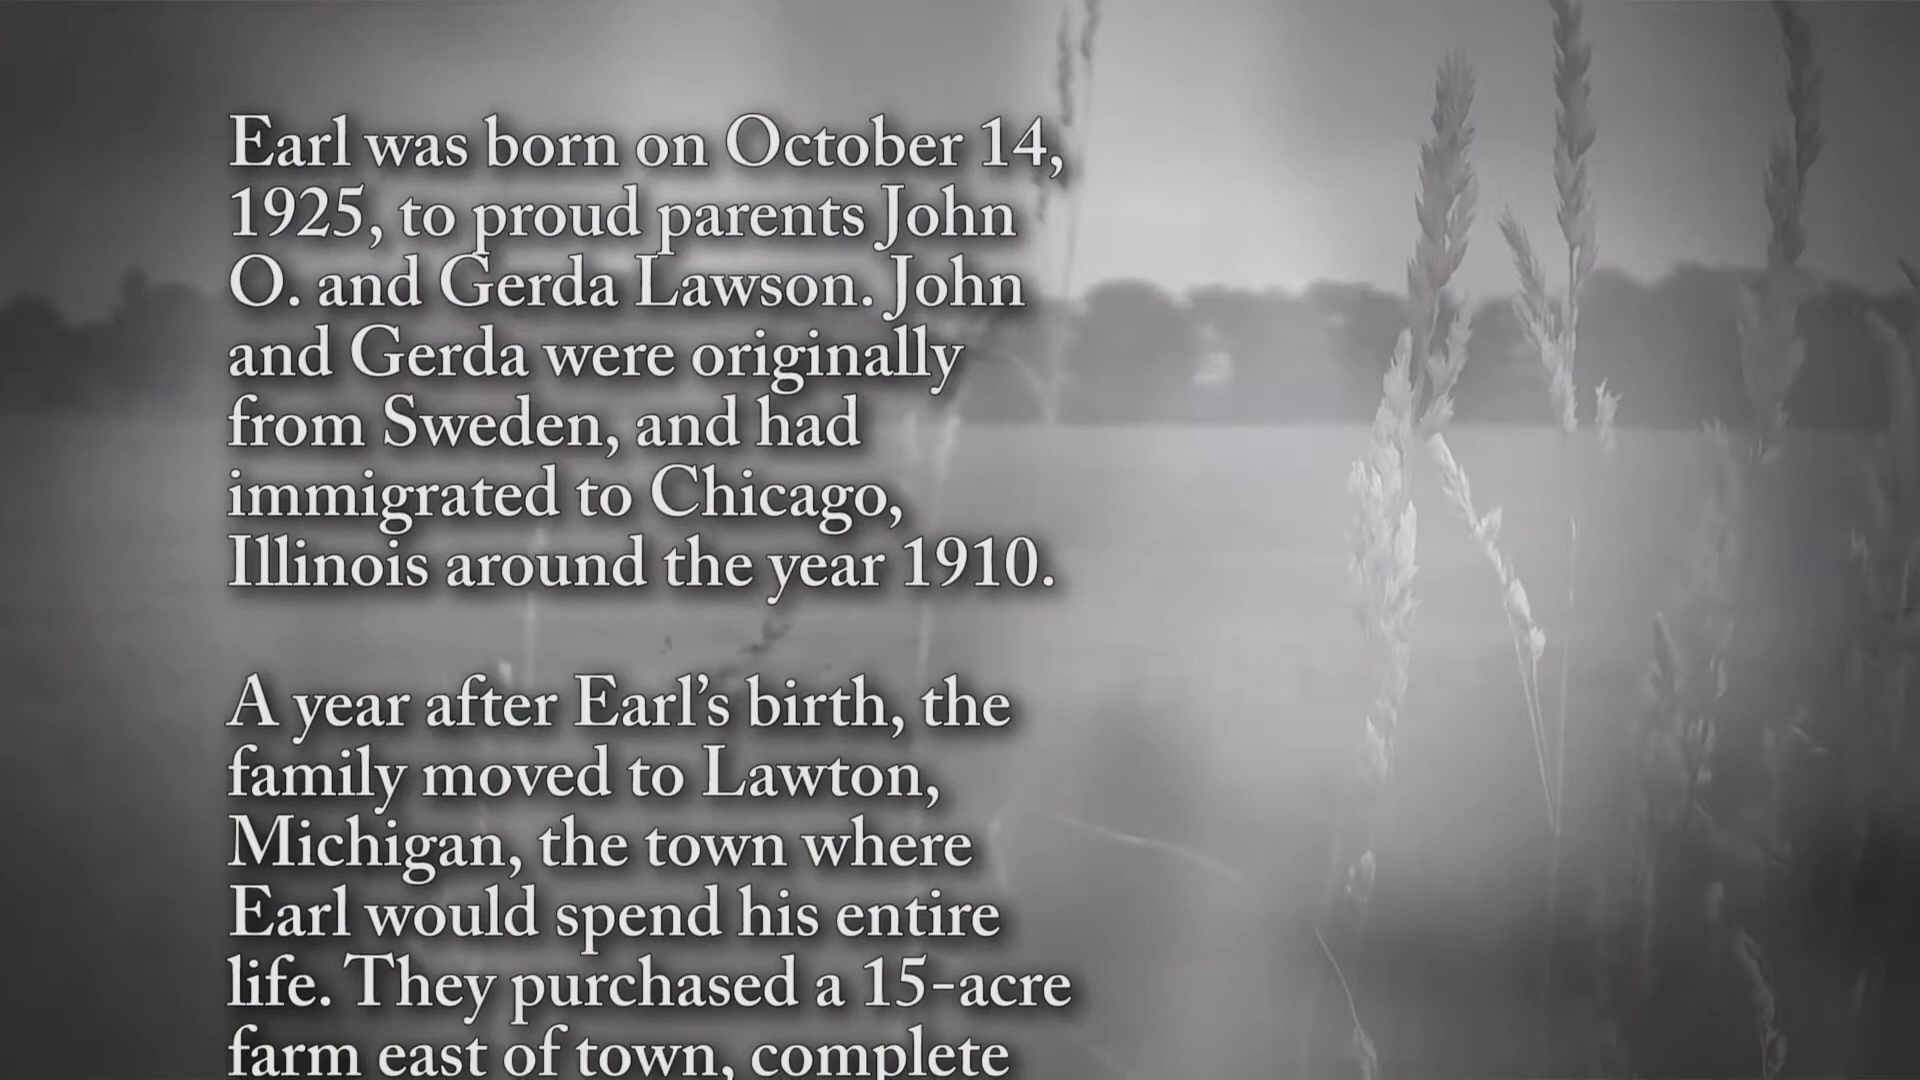 Earl was born on October 14,
1925, to proud parents John
O. and Gerda Lawson. John
and Gerda were originally
from Sweden, and had
immigrated to Chicago,
Illinois around the year 1910.
A year after Earl’s birth, the
family moved to Lawton,
Michigan, the town where
Earl would spend his entire
life. They purchased a 15-acre
farm east of town, complete